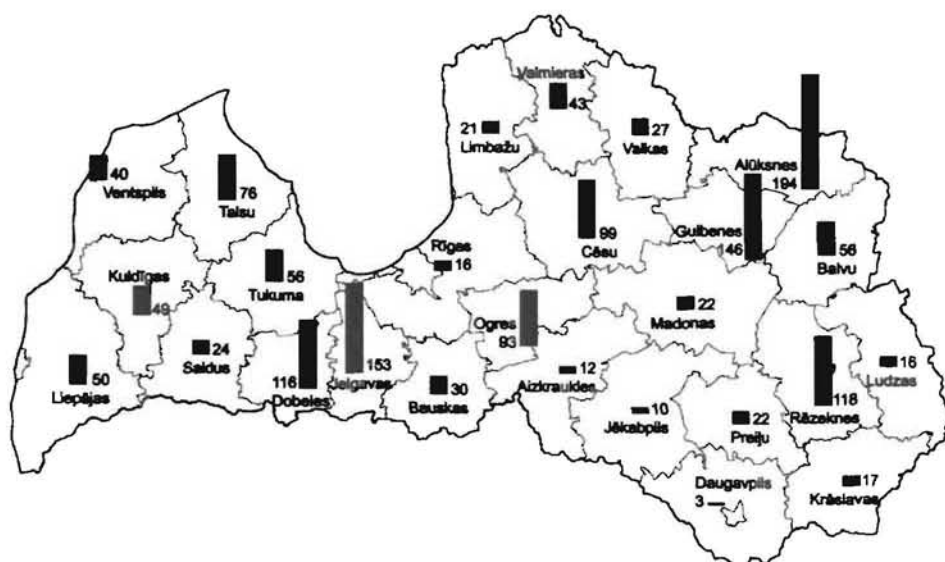 Valmieras
43
21
Limbažu
27
Valkas
Alūksnes
194
40
Ventspils
76
Talsu
99
Cēsu
Gulbenes
146
56
Balvu
Rīgas
16
Kuldīgas
49
56
Tukuma
Ogres
93
22
Madonas
24
Saldus
50
Liepājas
116
Dobeles
153
Jelgavas
30
Bauskas
12
Aizkraukles
16
Ludzas
118
Rēzeknes
10
Jēkabpils
22
Preiļu
Daugavpils
3
17
Krāslavas